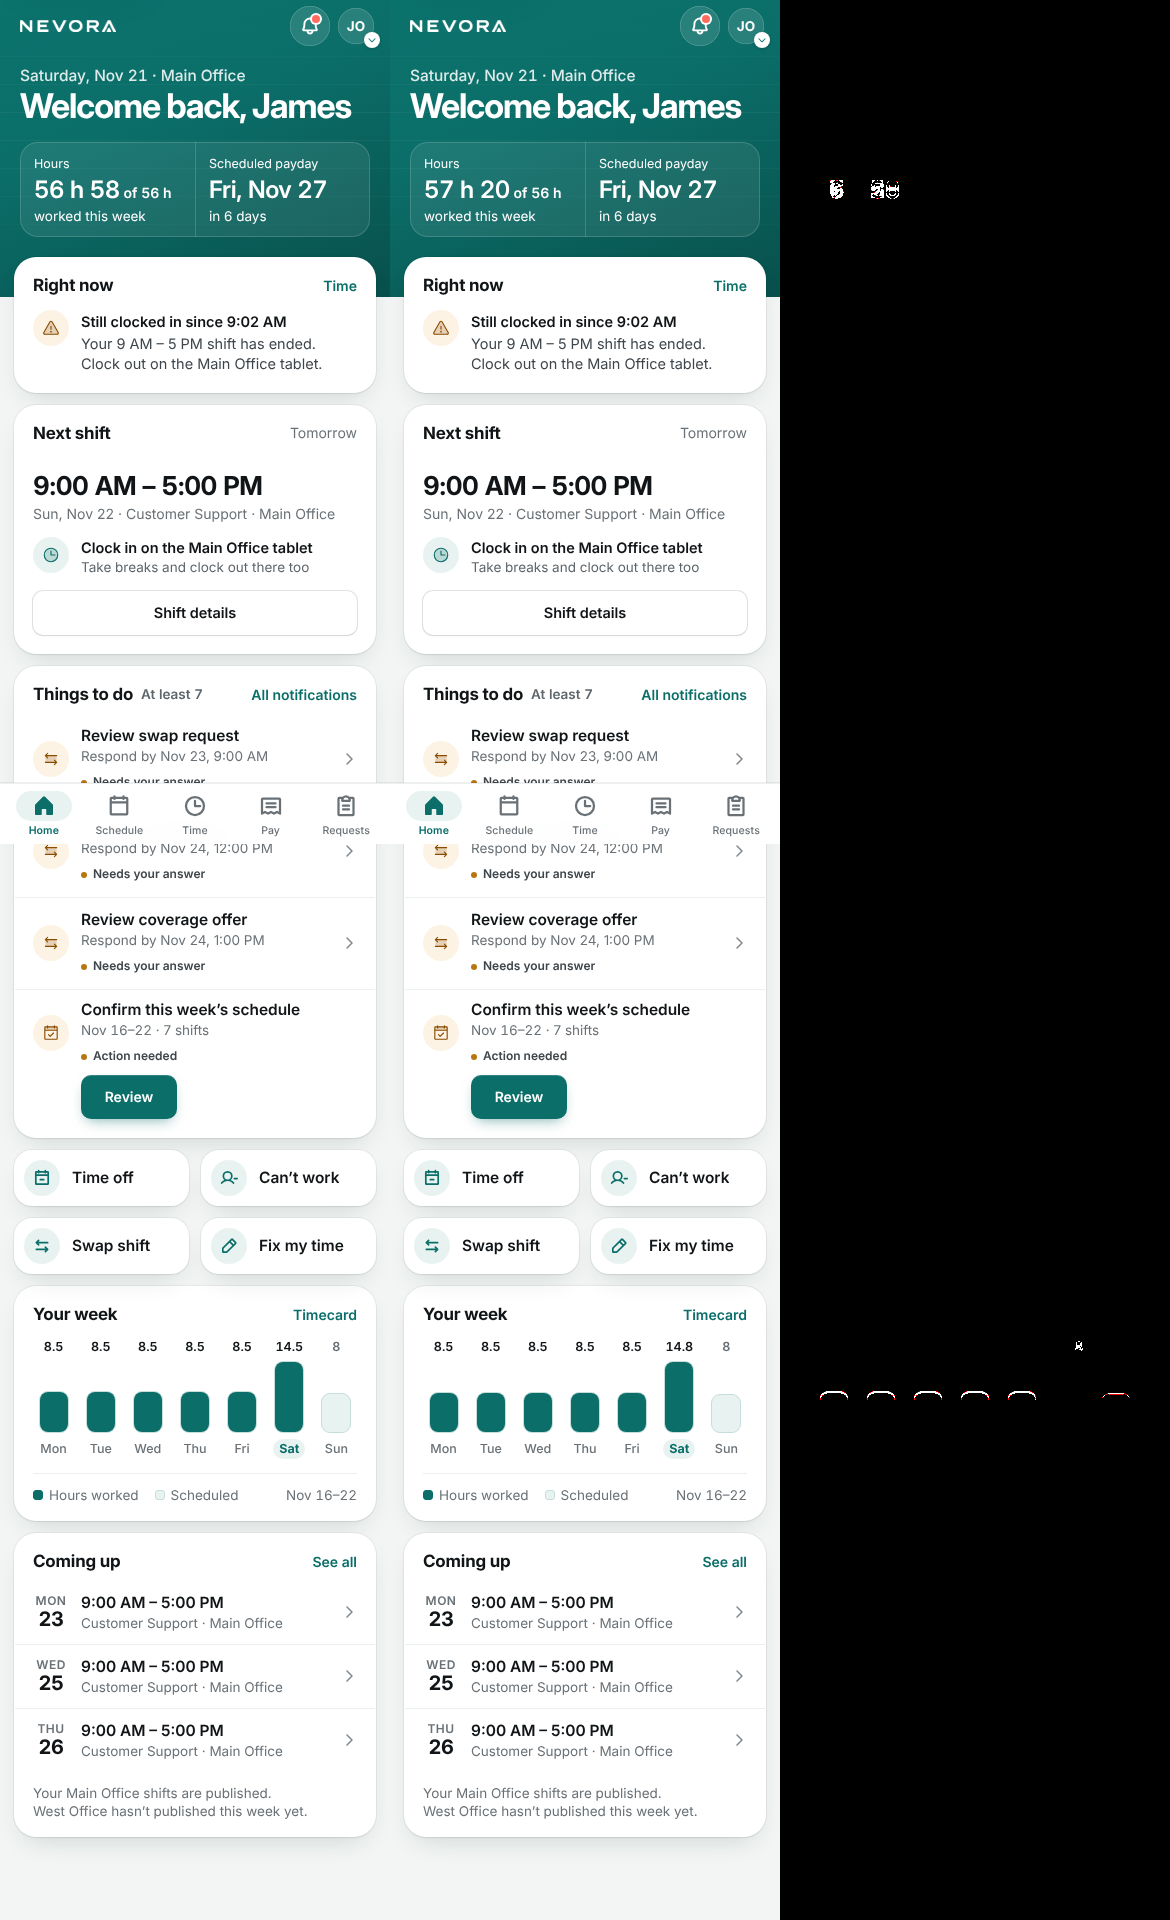 NEVORA
JO
Saturday, Nov 21 · Main Office
Welcome back, James
Hours
56 h 58 of 56 h
worked this week
Scheduled payday
Fri, Nov 27
in 6 days
Right now
Time
Still clocked in since 9:02 AM
Your 9 AM – 5 PM shift has ended.
Clock out on the Main Office tablet.
Next shift
Tomorrow
9:00 AM – 5:00 PM
Sun, Nov 22 · Customer Support · Main Office
Clock in on the Main Office tablet
Take breaks and clock out there too
Shift details
Things to do At least 7
All notifications
Review swap request
Respond by Nov 23, 9:00 AM
Needs your answer
Home
Schedule
Time
Pay
Requests
Respond by Nov 24, 12:00 PM
Needs your answer
Review coverage offer
Respond by Nov 24, 1:00 PM
Needs your answer
Confirm this week’s schedule
Nov 16–22 · 7 shifts
Action needed
Review
Time off
Can’t work
Swap shift
Fix my time
Your week
Timecard
8.5 8.5 8.5 8.5 8.5 14.5 8
Mon Tue Wed Thu Fri Sat Sun
Hours worked
Scheduled
Nov 16–22
Coming up
See all
MON
23
9:00 AM – 5:00 PM
Customer Support · Main Office
WED
25
9:00 AM – 5:00 PM
Customer Support · Main Office
THU
26
9:00 AM – 5:00 PM
Customer Support · Main Office
Your Main Office shifts are published.
West Office hasn’t published this week yet.
NEVORA
JO
Saturday, Nov 21 · Main Office
Welcome back, James
Hours
57 h 20 of 56 h
worked this week
Scheduled payday
Fri, Nov 27
in 6 days
Right now
Time
Still clocked in since 9:02 AM
Your 9 AM – 5 PM shift has ended.
Clock out on the Main Office tablet.
Next shift
Tomorrow
9:00 AM – 5:00 PM
Sun, Nov 22 · Customer Support · Main Office
Clock in on the Main Office tablet
Take breaks and clock out there too
Shift details
Things to do At least 7
All notifications
Review swap request
Respond by Nov 23, 9:00 AM
Needs your answer
Home
Schedule
Time
Pay
Requests
Respond by Nov 24, 12:00 PM
Needs your answer
Review coverage offer
Respond by Nov 24, 1:00 PM
Needs your answer
Confirm this week’s schedule
Nov 16–22 · 7 shifts
Action needed
Review
Time off
Can’t work
Swap shift
Fix my time
Your week
Timecard
8.5 8.5 8.5 8.5 8.5 14.8 8
Mon Tue Wed Thu Fri Sat Sun
Hours worked
Scheduled
Nov 16–22
Coming up
See all
MON
23
9:00 AM – 5:00 PM
Customer Support · Main Office
WED
25
9:00 AM – 5:00 PM
Customer Support · Main Office
THU
26
9:00 AM – 5:00 PM
Customer Support · Main Office
Your Main Office shifts are published.
West Office hasn’t published this week yet.